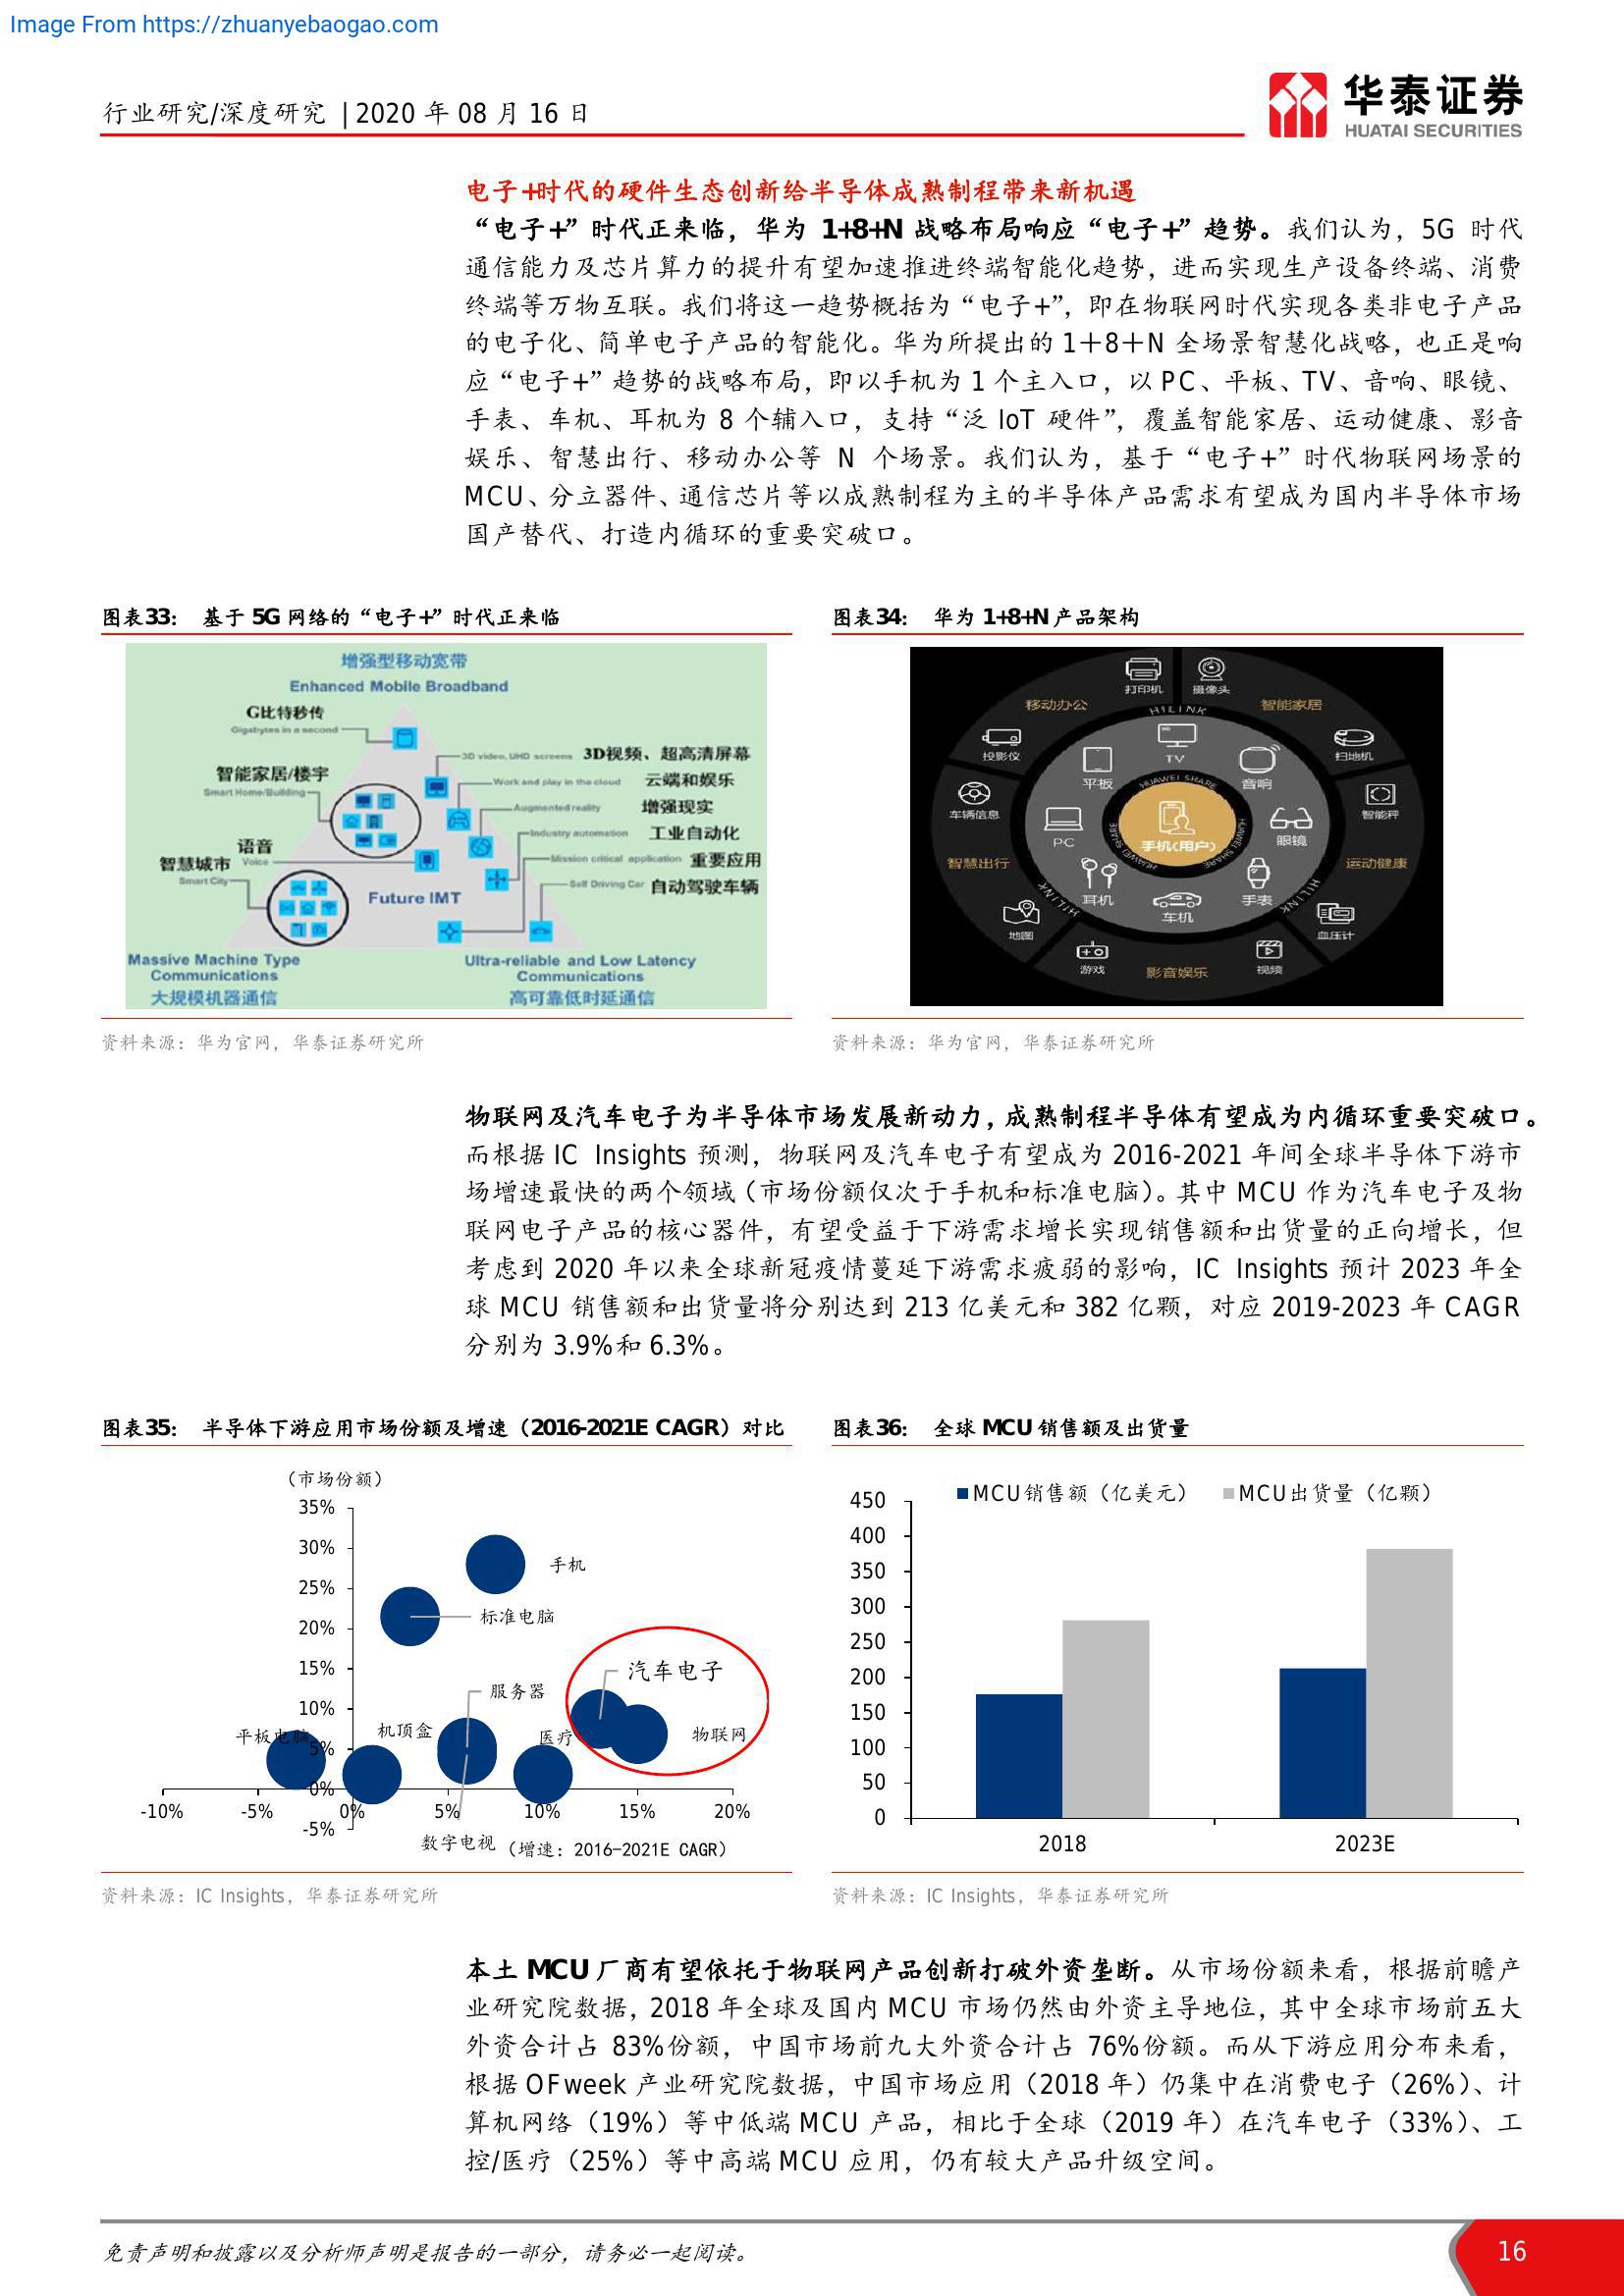 Image From https://zhuanyebaogao.com
行业研究/深度研究 | 2020 年 08 月 16 日
华泰证券
HUATAI SECURITIES
电子+时代的硬件生态创新给半导体成熟制程带来新机遇
“电子+”时代正来临，华为 1+8+N 战略布局响应“电子+”趋势。我们认为，5G 时代
通信能力及芯片算力的提升有望加速推进终端智能化趋势，进而实现生产设备终端、消费
终端等万物互联。我们将这一趋势概括为“电子+”，即在物联网时代实现各类非电子产品
的电子化、简单电子产品的智能化。华为所提出的 1＋8＋N 全场景智慧化战略，也正是响
应“电子+”趋势的战略布局，即以手机为 1 个主入口，以 PC、平板、TV、音响、眼镜、
手表、车机、耳机为 8 个辅入口，支持“泛 IoT 硬件”，覆盖智能家居、运动健康、影音
娱乐、智慧出行、移动办公等 N 个场景。我们认为，基于“电子+”时代物联网场景的
MCU、分立器件、通信芯片等以成熟制程为主的半导体产品需求有望成为国内半导体市场
国产替代、打造内循环的重要突破口。
图表33： 基于 5G 网络的“电子+”时代正来临
增强型移动宽带
Enhanced Mobile Broadband
G比特秒传
Gigabytes in a second
3D video, UHD screens 3D视频、超高清屏幕
智能家居/楼宇
Smart Home/Building
Work and play in the cloud 云端和娱乐
Augmented reality 增强现实
Industry automation 工业自动化
语音
Voice
Mission critical application 重要应用
智慧城市
Smart City
Self Driving Car 自动驾驶车辆
Future IMT
Massive Machine Type
Communications
大规模机器通信
Ultra-reliable and Low Latency
Communications
高可靠低时延通信
资料来源：华为官网，华泰证券研究所
图表34： 华为 1+8+N 产品架构
打印机 摄像头
移动办公 HILINK 智能家居
投影仪 TV 扫地机
平板 HUAWEI SHARE 音响
车辆信息 智能秤
PC HUAWEI SHARE 手机(用户) HUAWEI SHARE 眼镜
智慧出行 运动健康
耳机 车机 手表
HILINK HILINK
地图 血压计
游戏 影音娱乐 视频
资料来源：华为官网，华泰证券研究所
物联网及汽车电子为半导体市场发展新动力，成熟制程半导体有望成为内循环重要突破口。
而根据 IC Insights 预测，物联网及汽车电子有望成为 2016-2021 年间全球半导体下游市
场增速最快的两个领域（市场份额仅次于手机和标准电脑）。其中 MCU 作为汽车电子及物
联网电子产品的核心器件，有望受益于下游需求增长实现销售额和出货量的正向增长，但
考虑到 2020 年以来全球新冠疫情蔓延下游需求疲弱的影响，IC Insights 预计 2023 年全
球 MCU 销售额和出货量将分别达到 213 亿美元和 382 亿颗，对应 2019-2023 年 CAGR
分别为 3.9%和 6.3%。
图表35： 半导体下游应用市场份额及增速（2016-2021E CAGR）对比
（市场份额）
35%
30%
25%
20%
15%
10%
5%
0%
-5%
手机
标准电脑
汽车电子
服务器
平板电脑 机顶盒 医疗 物联网
-10% -5% 0% 5% 10% 15% 20%
数字电视 （增速：2016-2021E CAGR）
资料来源：IC Insights，华泰证券研究所
图表36： 全球 MCU 销售额及出货量
MCU销售额（亿美元） MCU出货量（亿颗）
450
400
350
300
250
200
150
100
50
0
2018 2023E
资料来源：IC Insights，华泰证券研究所
本土 MCU 厂商有望依托于物联网产品创新打破外资垄断。从市场份额来看，根据前瞻产
业研究院数据，2018 年全球及国内 MCU 市场仍然由外资主导地位，其中全球市场前五大
外资合计占 83%份额，中国市场前九大外资合计占 76%份额。而从下游应用分布来看，
根据 OFweek 产业研究院数据，中国市场应用（2018 年）仍集中在消费电子（26%）、计
算机网络（19%）等中低端 MCU 产品，相比于全球（2019 年）在汽车电子（33%）、工
控/医疗（25%）等中高端 MCU 应用，仍有较大产品升级空间。
免责声明和披露以及分析师声明是报告的一部分，请务必一起阅读。
16